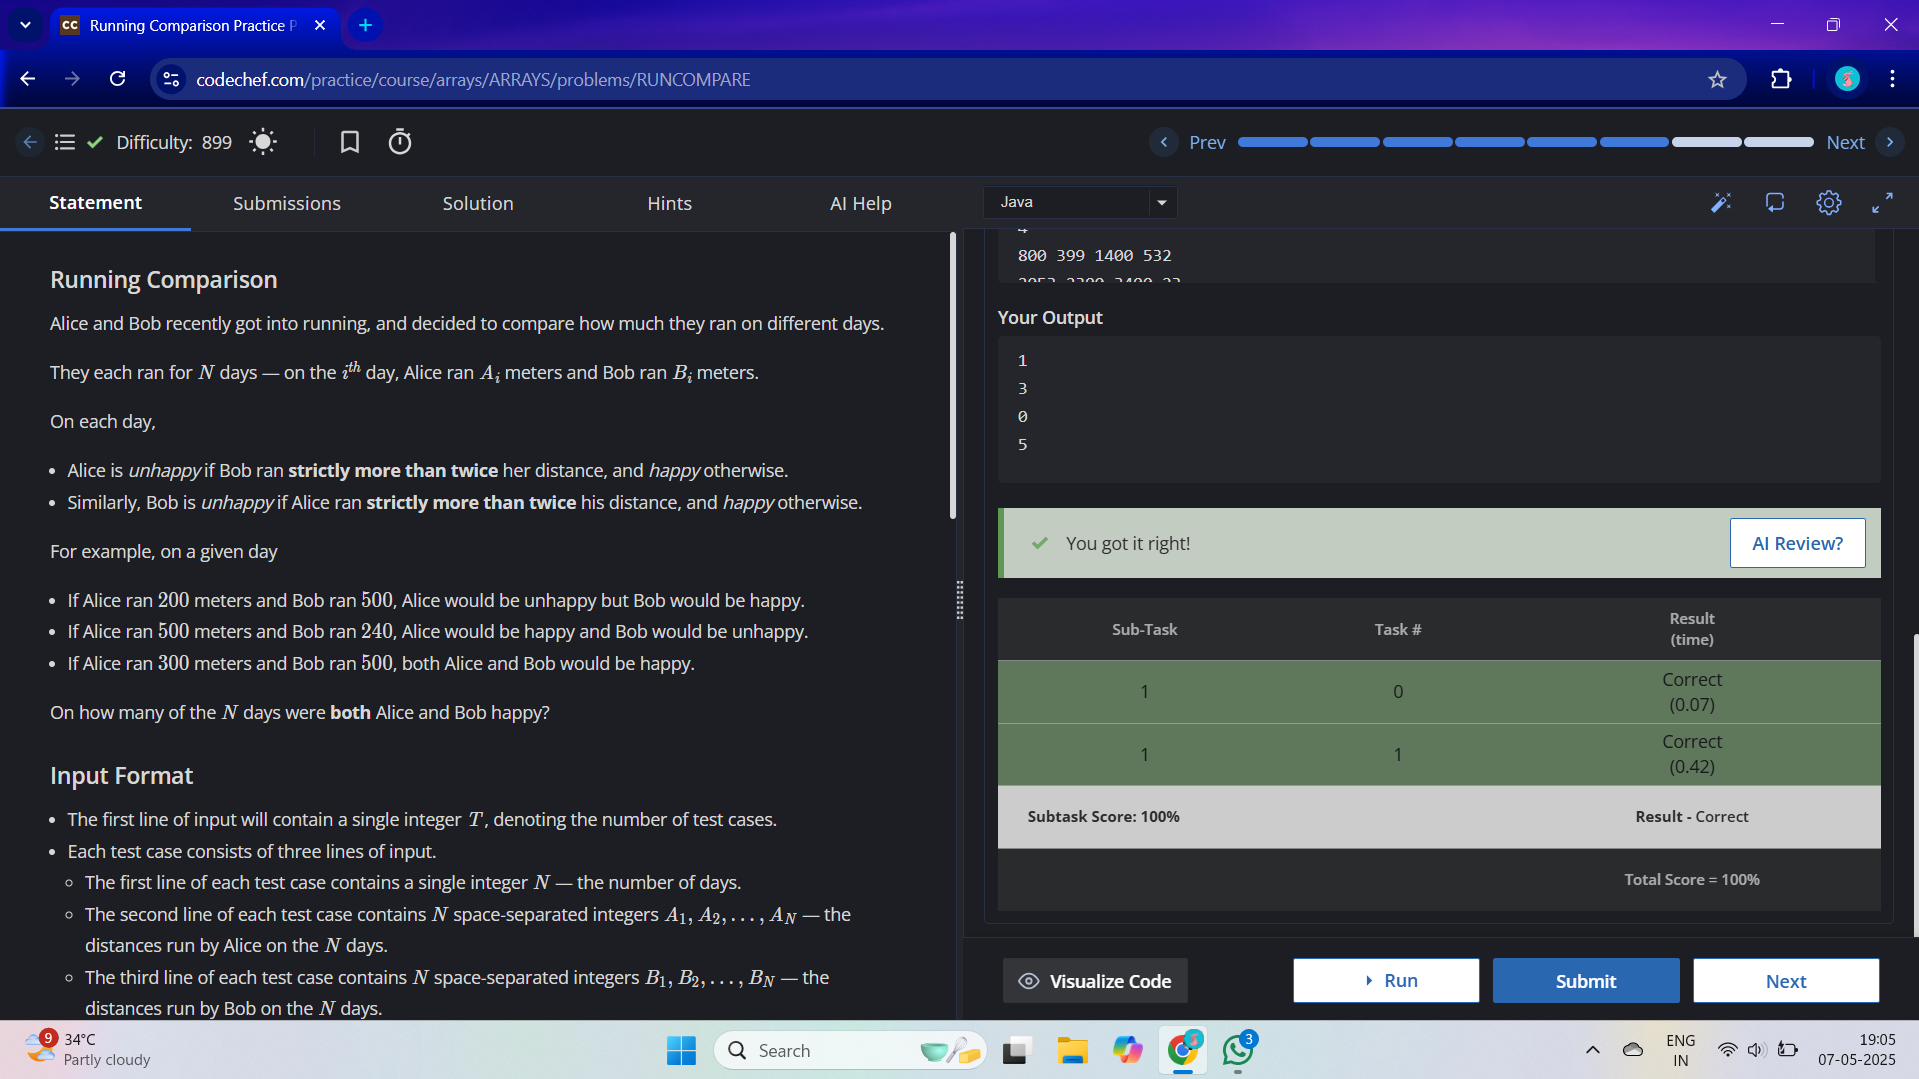 Running Comparison Practice P
codechef.com/practice/course/arrays/ARRAYS/problems/RUNCOMPARE
Difficulty: 899
Prev
Next
Statement
Submissions
Solution
Hints
AI Help
Java
Running Comparison
Alice and Bob recently got into running, and decided to compare how much they ran on different days.
They each ran for N days — on the iᵗʰ day, Alice ran Aᵢ meters and Bob ran Bᵢ meters.
On each day,
• Alice is unhappy if Bob ran strictly more than twice her distance, and happy otherwise.
• Similarly, Bob is unhappy if Alice ran strictly more than twice his distance, and happy otherwise.
For example, on a given day
• If Alice ran 200 meters and Bob ran 500, Alice would be unhappy but Bob would be happy.
• If Alice ran 500 meters and Bob ran 240, Alice would be happy and Bob would be unhappy.
• If Alice ran 300 meters and Bob ran 500, both Alice and Bob would be happy.
On how many of the N days were both Alice and Bob happy?
Input Format
• The first line of input will contain a single integer T, denoting the number of test cases.
• Each test case consists of three lines of input.
◦ The first line of each test case contains a single integer N — the number of days.
◦ The second line of each test case contains N space-separated integers A₁, A₂, . . . , A_N — the
distances run by Alice on the N days.
◦ The third line of each test case contains N space-separated integers B₁, B₂, . . . , B_N — the
distances run by Bob on the N days.
800 399 1400 532
Your Output
1
3
0
5
You got it right!
AI Review?
Sub-Task
Task #
Result
(time)
1
0
Correct
(0.07)
1
1
Correct
(0.42)
Subtask Score: 100%
Result - Correct
Total Score = 100%
Visualize Code
Run
Submit
Next
9
34°C
Partly cloudy
Search
3
ENG
IN
19:05
07-05-2025